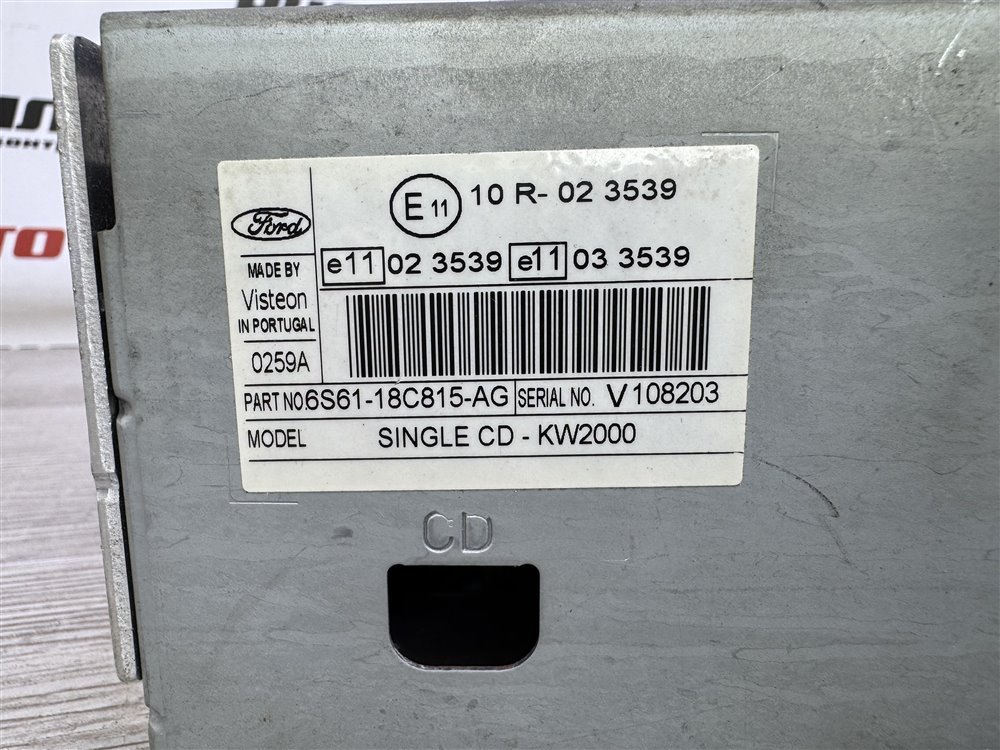 E 11 10 R- 02 3539
Ford
e11 02 3539 e11 03 3539
MADE BY
Visteon
IN PORTUGAL
0259A
PART NO.6S61-18C815-AG SERIAL NO. V108203
MODEL SINGLE CD - KW2000
CD